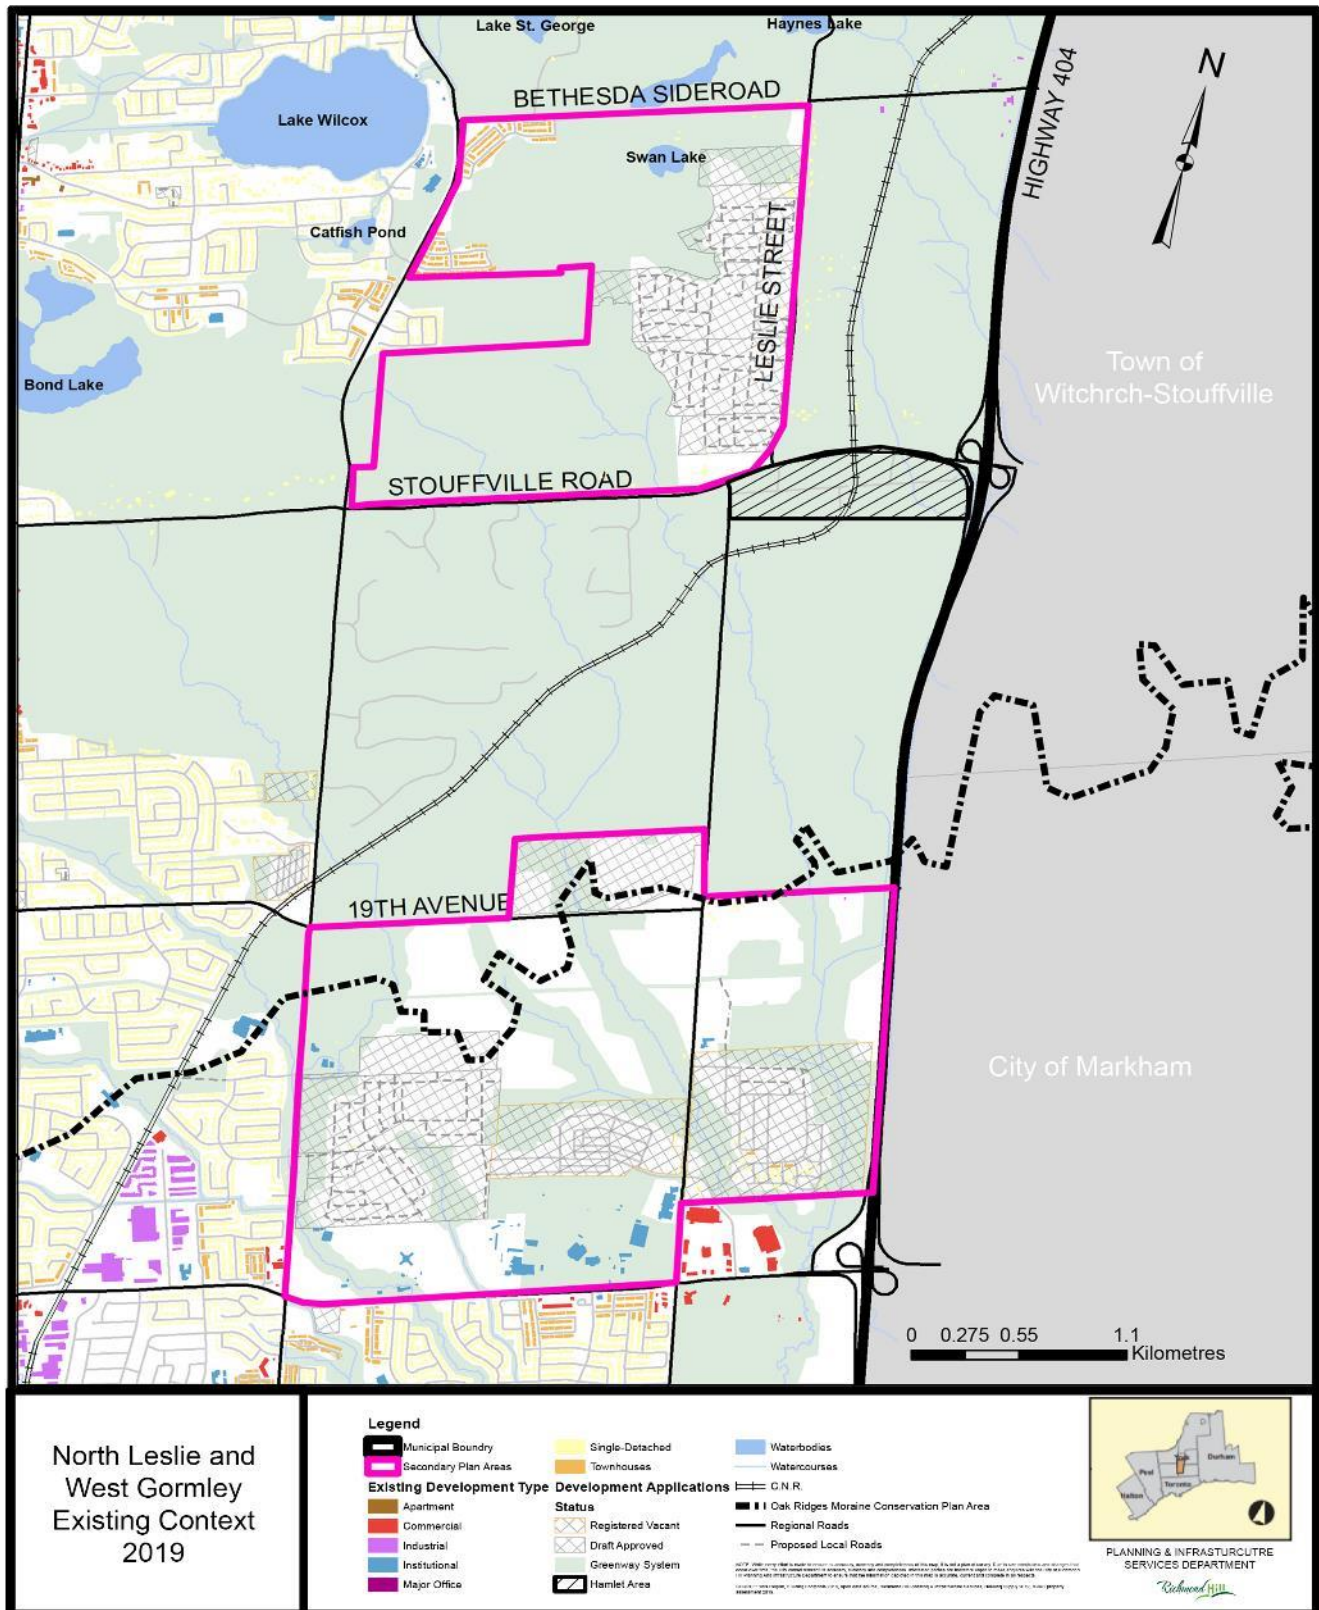 Lake St. George
Haynes Lake
BETHESDA SIDEROAD
HIGHWAY 404
N
Lake Wilcox
Swan Lake
Catfish Pond
LESLIE STREET
Bond Lake
Town of
Witchrch-Stouffville
STOUFFVILLE ROAD
19TH AVENUE
City of Markham
0 0.275 0.55 1.1
Kilometres
North Leslie and
West Gormley
Existing Context
2019
Legend
Municipal Boundry
Secondary Plan Areas
Existing Development Type
Apartment
Commercial
Industrial
Institutional
Major Office
Single-Detached
Townhouses
Development Applications
Status
Registered Vacant
Draft Approved
Greenway System
Hamlet Area
Waterbodies
Watercourses
C.N.R.
Oak Ridges Moraine Conservation Plan Area
Regional Roads
Proposed Local Roads
Peel
York
Durham
Halton
Toronto
PLANNING & INFRASTURCUTRE
SERVICES DEPARTMENT
Richmond Hill